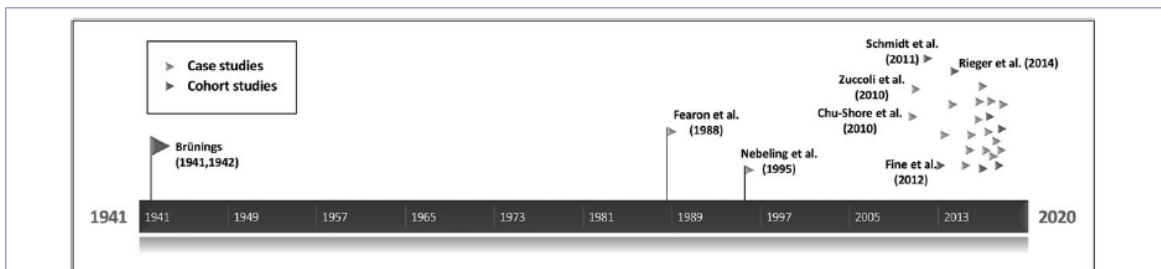 Case studies
Cohort studies
Brünings
(1941,1942)
Fearon et al.
(1988)
Nebeling et al.
(1995)
Schmidt et al.
(2011)
Rieger et al. (2014)
Zuccoli et al.
(2010)
Chu-Shore et al.
(2010)
Fine et al.
(2012)
1941 1941 1949 1957 1965 1973 1981 1989 1997 2005 2013 2020